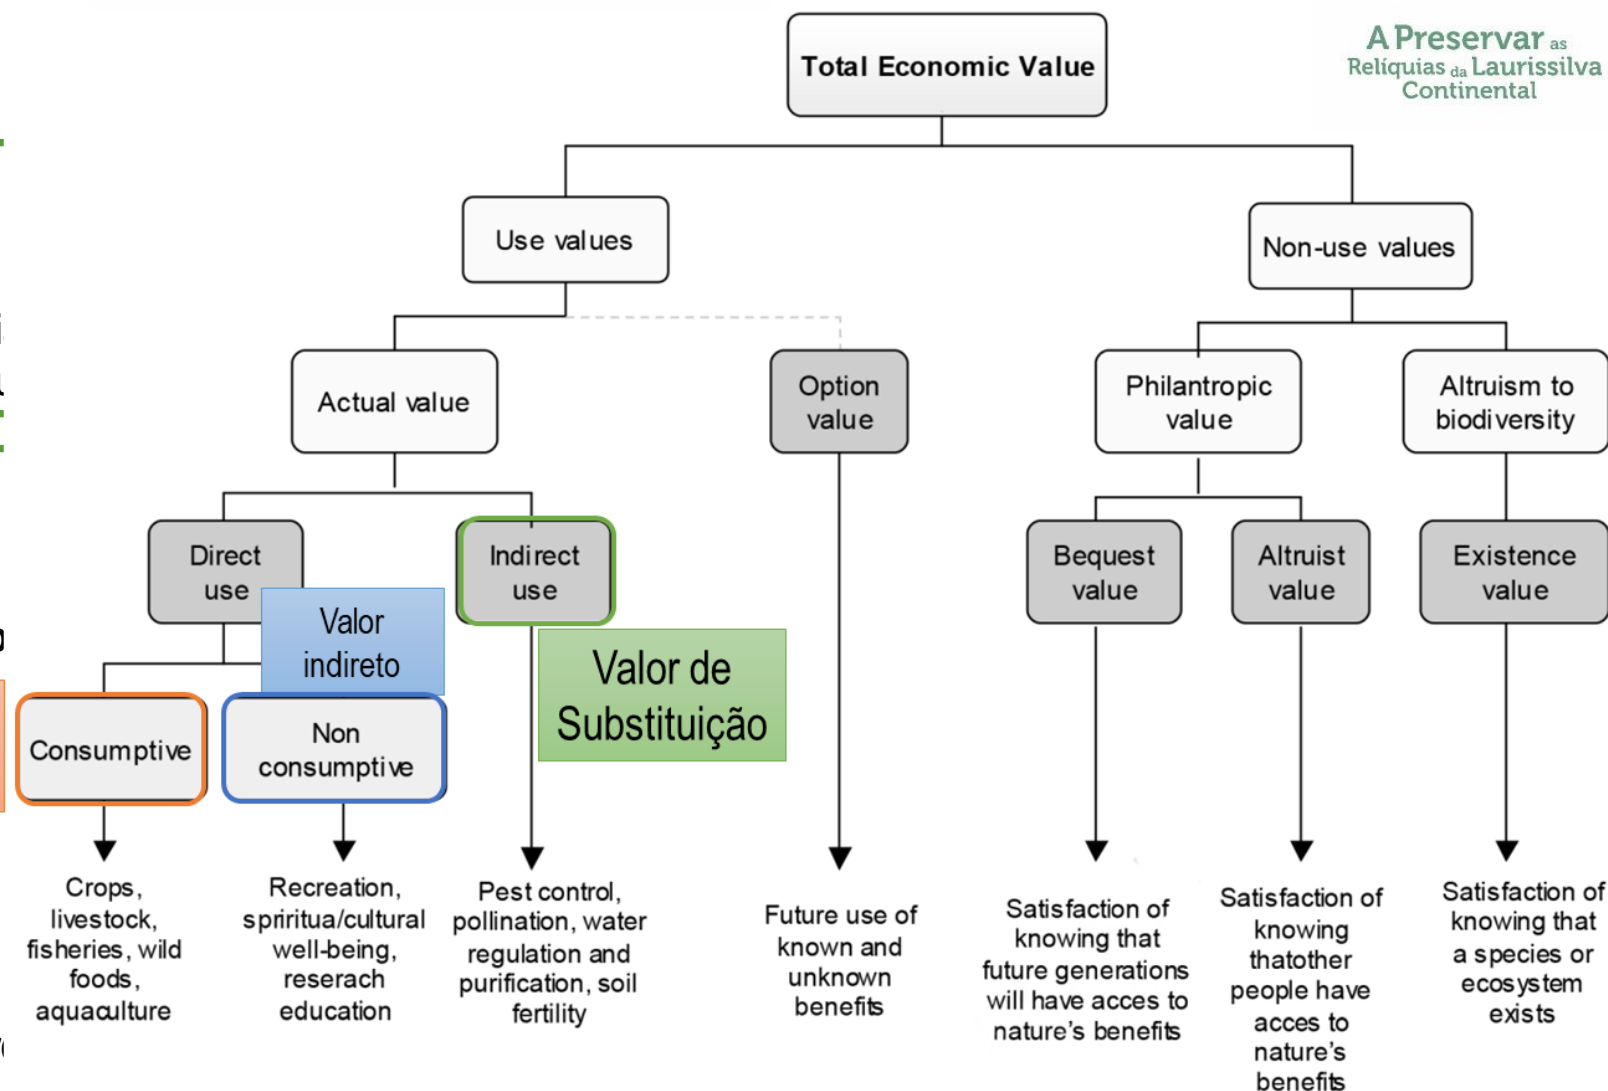 Total Economic Value
A Preservar as
Relíquias da Laurissilva
Continental
Use values
Non-use values
Actual value
Option
value
Philantropic
value
Altruism to
biodiversity
Direct
use
Indirect
use
Bequest
value
Altruist
value
Existence
value
Valor
indireto
Valor de
Substituição
Consumptive
Non
consumptive
Crops,
livestock,
fisheries, wild
foods,
aquaculture
Recreation,
spriritua/cultural
well-being,
reserach
education
Pest control,
pollination, water
regulation and
purification, soil
fertility
Future use of
known and
unknown
benefits
Satisfaction of
knowing that
future generations
will have acces to
nature's benefits
Satisfaction of
knowing
thatother
people have
acces to
nature's
benefits
Satisfaction of
knowing that
a species or
ecosystem
exists